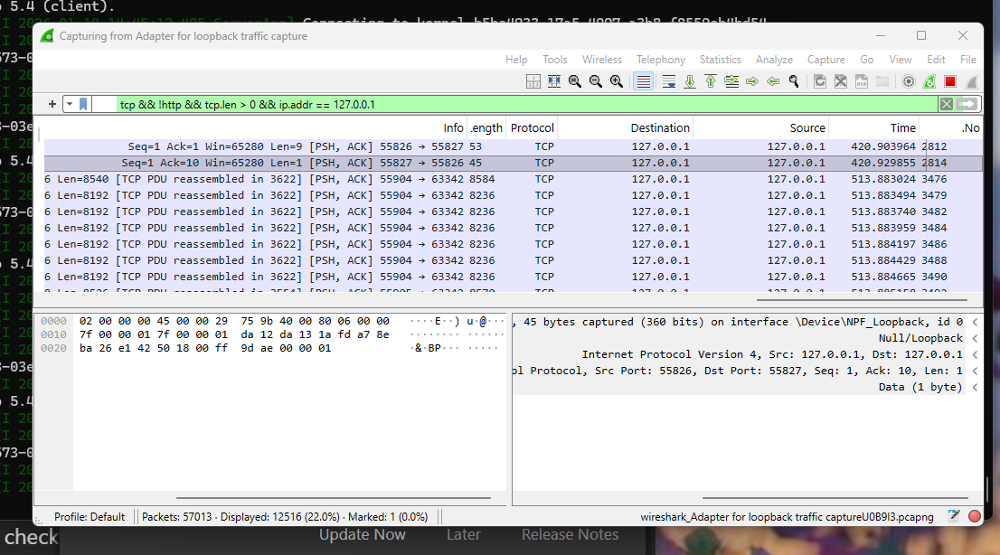 5.4 (client).
Capturing from Adapter for loopback traffic capture
Help Tools Wireless Telephony Statistics Analyze Capture Go View Edit File
tcp && !http && tcp.len > 0 && ip.addr == 127.0.0.1
Info .ength Protocol Destination Source Time .No
Seq=1 Ack=1 Win=65280 Len=9 [PSH, ACK] 55826 → 55827 53 TCP 127.0.0.1 127.0.0.1 420.903964 2812
Seq=1 Ack=10 Win=65280 Len=1 [PSH, ACK] 55827 → 55826 45 TCP 127.0.0.1 127.0.0.1 420.929855 2814
6 Len=8540 [TCP PDU reassembled in 3622] [PSH, ACK] 55904 → 63342 8584 TCP 127.0.0.1 127.0.0.1 513.883024 3476
6 Len=8192 [TCP PDU reassembled in 3622] [PSH, ACK] 55904 → 63342 8236 TCP 127.0.0.1 127.0.0.1 513.883494 3479
6 Len=8192 [TCP PDU reassembled in 3622] [PSH, ACK] 55904 → 63342 8236 TCP 127.0.0.1 127.0.0.1 513.883740 3482
6 Len=8192 [TCP PDU reassembled in 3622] [PSH, ACK] 55904 → 63342 8236 TCP 127.0.0.1 127.0.0.1 513.883959 3484
6 Len=8192 [TCP PDU reassembled in 3622] [PSH, ACK] 55904 → 63342 8236 TCP 127.0.0.1 127.0.0.1 513.884197 3486
6 Len=8192 [TCP PDU reassembled in 3622] [PSH, ACK] 55904 → 63342 8236 TCP 127.0.0.1 127.0.0.1 513.884429 3488
6 Len=8192 [TCP PDU reassembled in 3622] [PSH, ACK] 55904 → 63342 8236 TCP 127.0.0.1 127.0.0.1 513.884665 3490
0000 02 00 00 00 45 00 00 29 75 9b 40 00 80 06 00 00 ····E··) u·@·····
0010 7f 00 00 01 7f 00 00 01 da 12 da 13 1a fd a7 8e ········ ········
0020 ba 26 e1 42 50 18 00 ff 9d ae 00 00 01 ·&·BP··· ·····
, 45 bytes captured (360 bits) on interface \Device\NPF_Loopback, id 0
Null/Loopback
Internet Protocol Version 4, Src: 127.0.0.1, Dst: 127.0.0.1
ol Protocol, Src Port: 55826, Dst Port: 55827, Seq: 1, Ack: 10, Len: 1
Data (1 byte)
Profile: Default Packets: 57013 · Displayed: 12516 (22.0%) · Marked: 1 (0.0%) wireshark_Adapter for loopback traffic captureU0B9I3.pcapng
check Update Now Later Release Notes